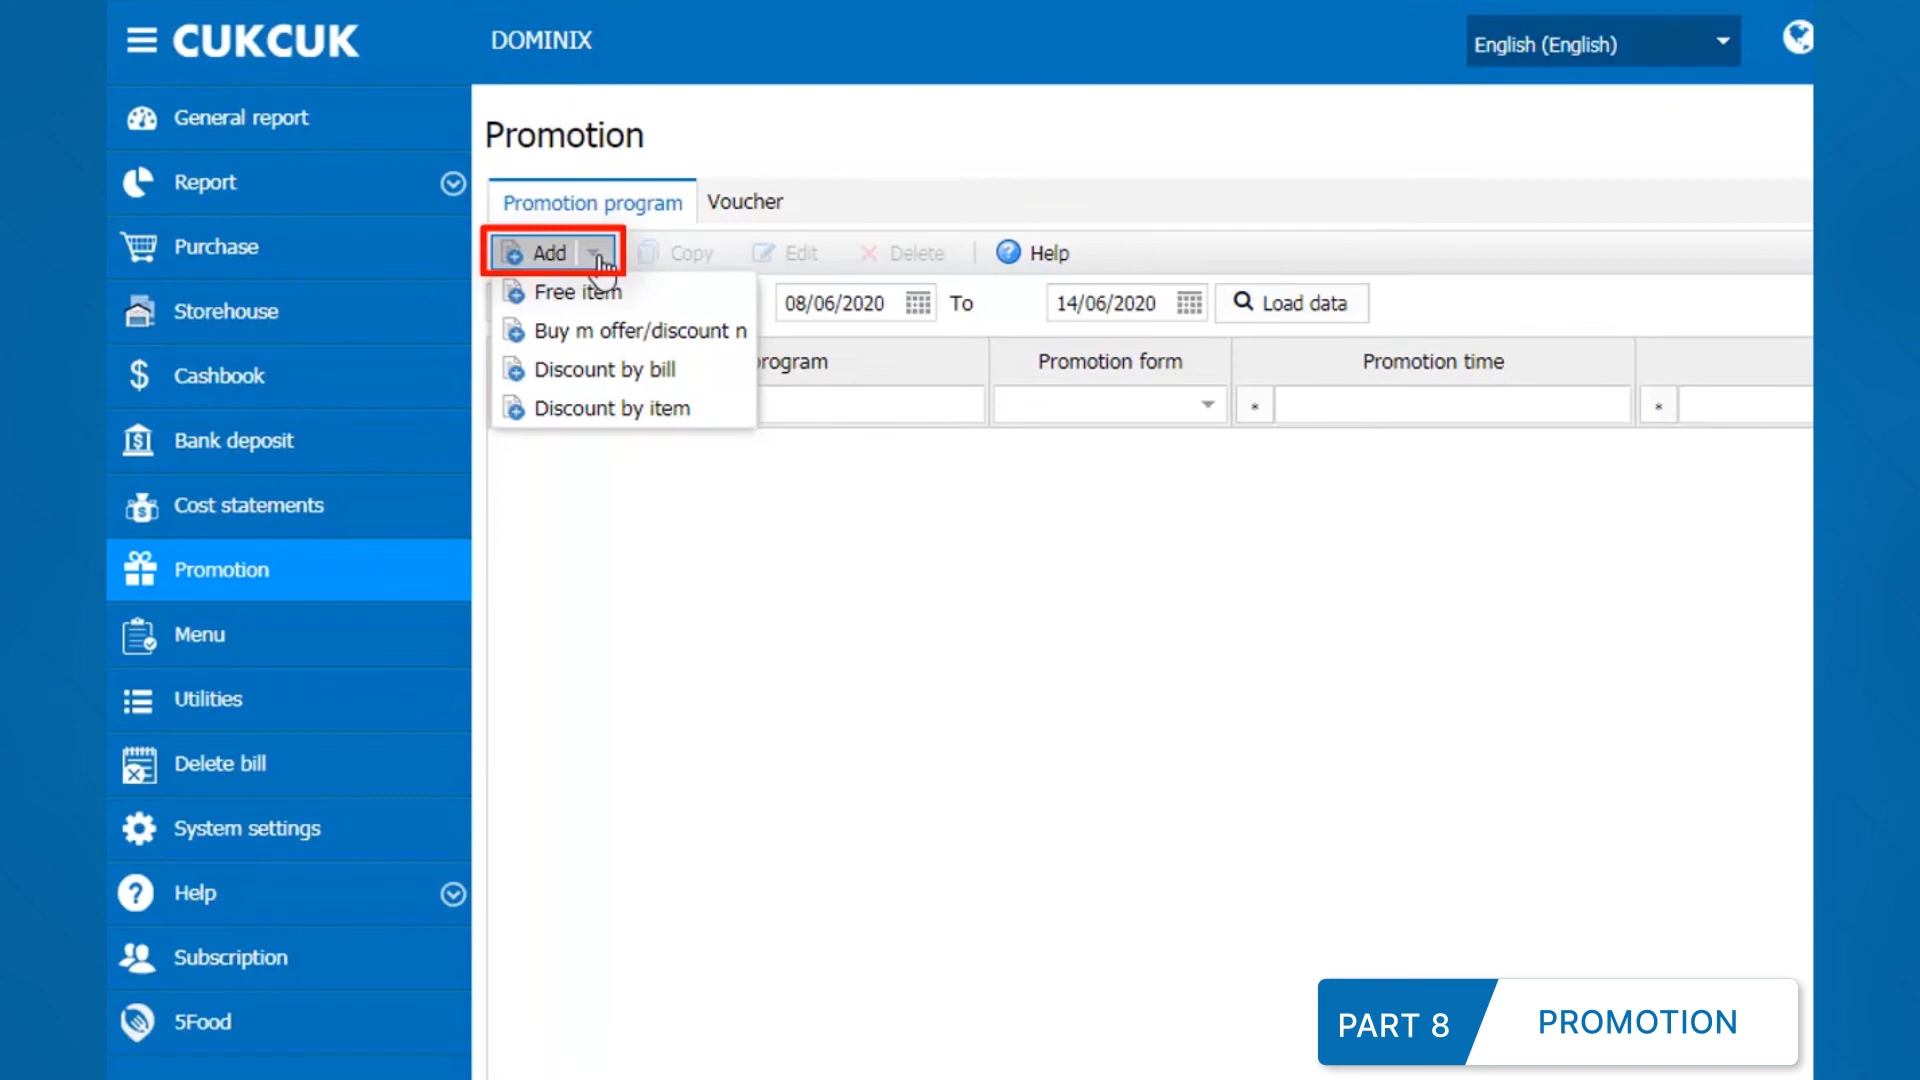 CUKCUK
DOMINIX
English (English)
General report
Report
Purchase
Storehouse
Cashbook
Bank deposit
Cost statements
Promotion
Menu
Utilities
Delete bill
System settings
Help
Subscription
5Food
Promotion
Promotion program
Voucher
Add
Copy
Edit
Delete
Help
Free item
Buy m offer/discount n
Discount by bill
Discount by item
08/06/2020
To
14/06/2020
Load data
program
Promotion form
Promotion time
*
*
PART 8
PROMOTION